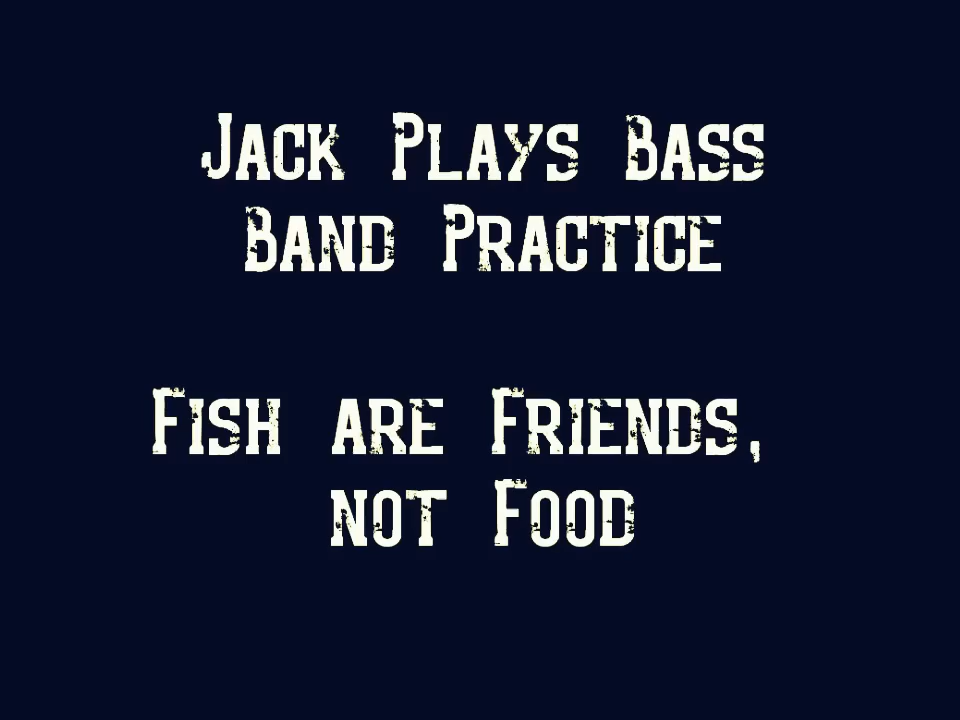 Jack Plays Bass
Band Practice
Fish are Friends,
not Food